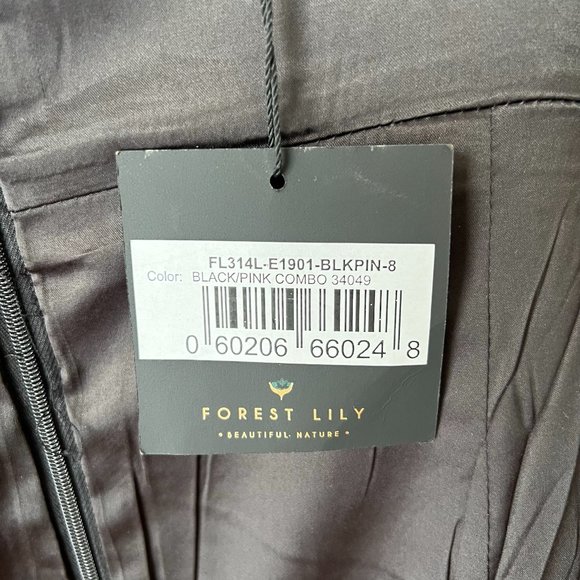 FL314L-E1901-BLKPIN-8
Color: BLACK/PINK COMBO 34049
0 60206 66024 8
FOREST LILY
• BEAUTIFUL NATURE •